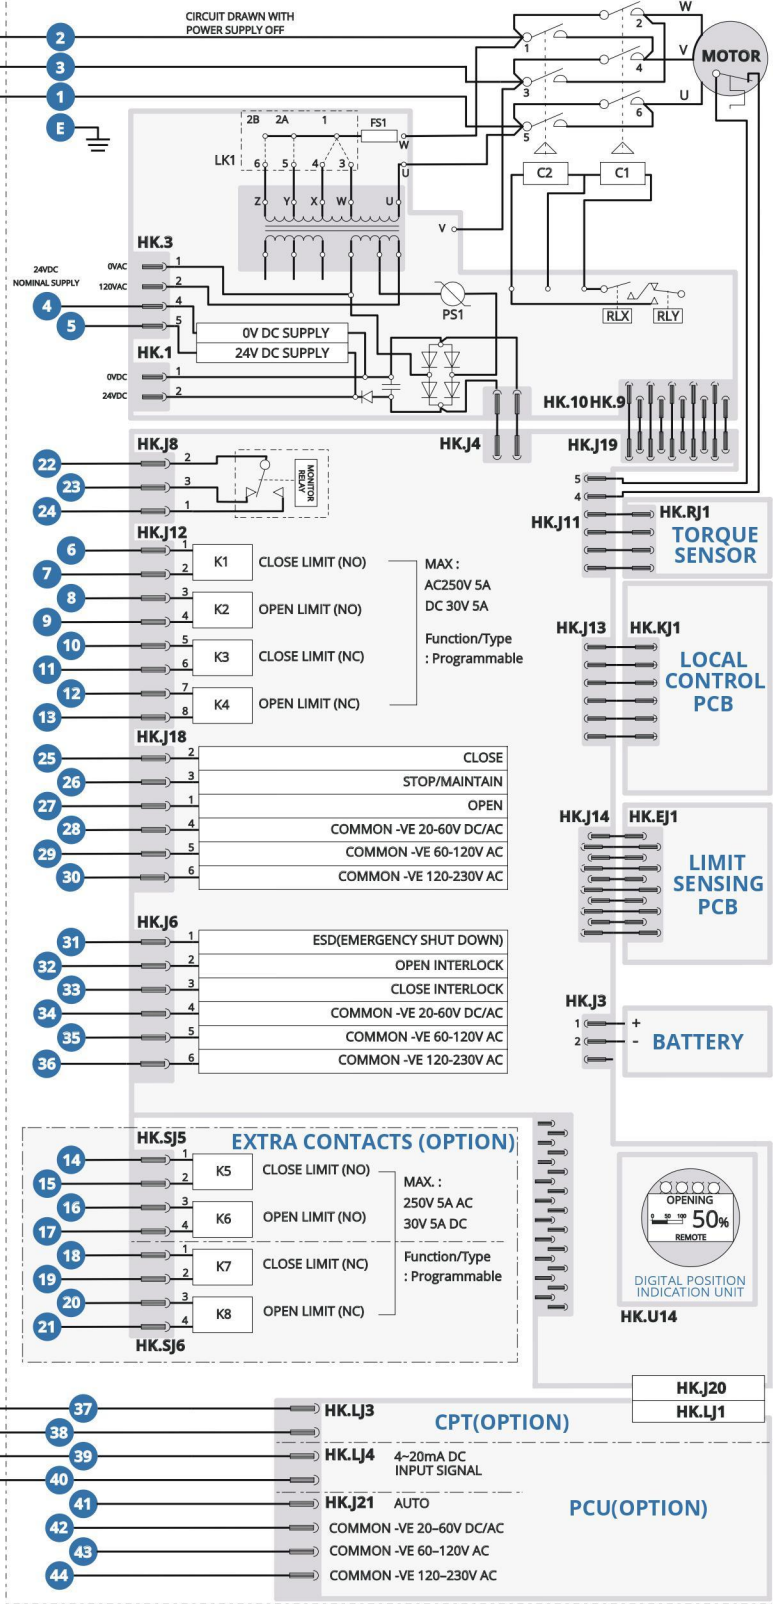 CIRCUIT DRAWN WITH
POWER SUPPLY OFF
2
3
1
E
W
V
U
MOTOR
2
1
4
3
6
5
2B 2A 1
FS1
W
LK1
6 5 4 3
U
Z Y X W U
C2
C1
V
HK.3
24VDC
NOMINAL SUPPLY
0VAC 1
120VAC 2
4 4
5 5
0V DC SUPPLY
24V DC SUPPLY
PS1
RLX
RLY
HK.1
0VDC 1
24VDC 2
HK.10 HK.9
HK.J4
HK.J19
HK.J8
22 2
23 3
24 1
MONITOR
RELAY
5
4
HK.J11
HK.RJ1
TORQUE
SENSOR
HK.J12
6 1
7 2
K1 CLOSE LIMIT (NO)
8 3
9 4
K2 OPEN LIMIT (NO)
10 5
11 6
K3 CLOSE LIMIT (NC)
12 7
13 8
K4 OPEN LIMIT (NC)
MAX :
AC250V 5A
DC 30V 5A
Function/Type
: Programmable
HK.J13
HK.KJ1
LOCAL
CONTROL
PCB
HK.J18
25 2 CLOSE
26 3 STOP/MAINTAIN
27 1 OPEN
28 4 COMMON -VE 20-60V DC/AC
29 5 COMMON -VE 60-120V AC
30 6 COMMON -VE 120-230V AC
HK.J14
HK.EJ1
LIMIT
SENSING
PCB
HK.J6
31 1 ESD(EMERGENCY SHUT DOWN)
32 2 OPEN INTERLOCK
33 3 CLOSE INTERLOCK
34 4 COMMON -VE 20-60V DC/AC
35 5 COMMON -VE 60-120V AC
36 6 COMMON -VE 120-230V AC
HK.J3
1 +
2 -
BATTERY
HK.SJ5
EXTRA CONTACTS (OPTION)
14 1
15 2
K5 CLOSE LIMIT (NO)
16 3
17 4
K6 OPEN LIMIT (NO)
18 1
19 2
K7 CLOSE LIMIT (NC)
20 3
21 4
K8 OPEN LIMIT (NC)
HK.SJ6
MAX. :
250V 5A AC
30V 5A DC
Function/Type
: Programmable
OPENING
0 50 100
50%
REMOTE
DIGITAL POSITION
INDICATION UNIT
HK.U14
HK.J20
HK.LJ1
37 HK.LJ3
38
CPT(OPTION)
39 HK.LJ4
40
4~20mA DC
INPUT SIGNAL
41 HK.J21 AUTO
42 COMMON -VE 20–60V DC/AC
43 COMMON -VE 60–120V AC
44 COMMON -VE 120–230V AC
PCU(OPTION)